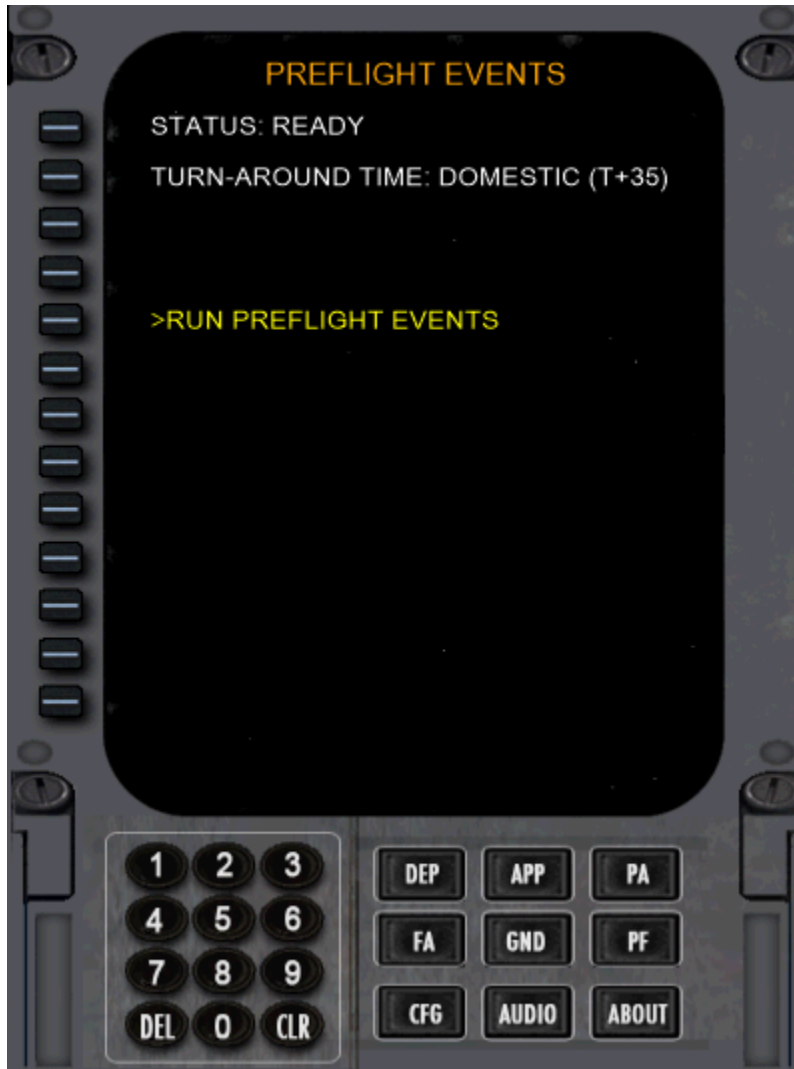 PREFLIGHT EVENTS
STATUS: READY
TURN-AROUND TIME: DOMESTIC (T+35)
>RUN PREFLIGHT EVENTS
1 2 3
4 5 6
7 8 9
DEL 0 CLR
DEP APP PA
FA GND PF
CFG AUDIO ABOUT